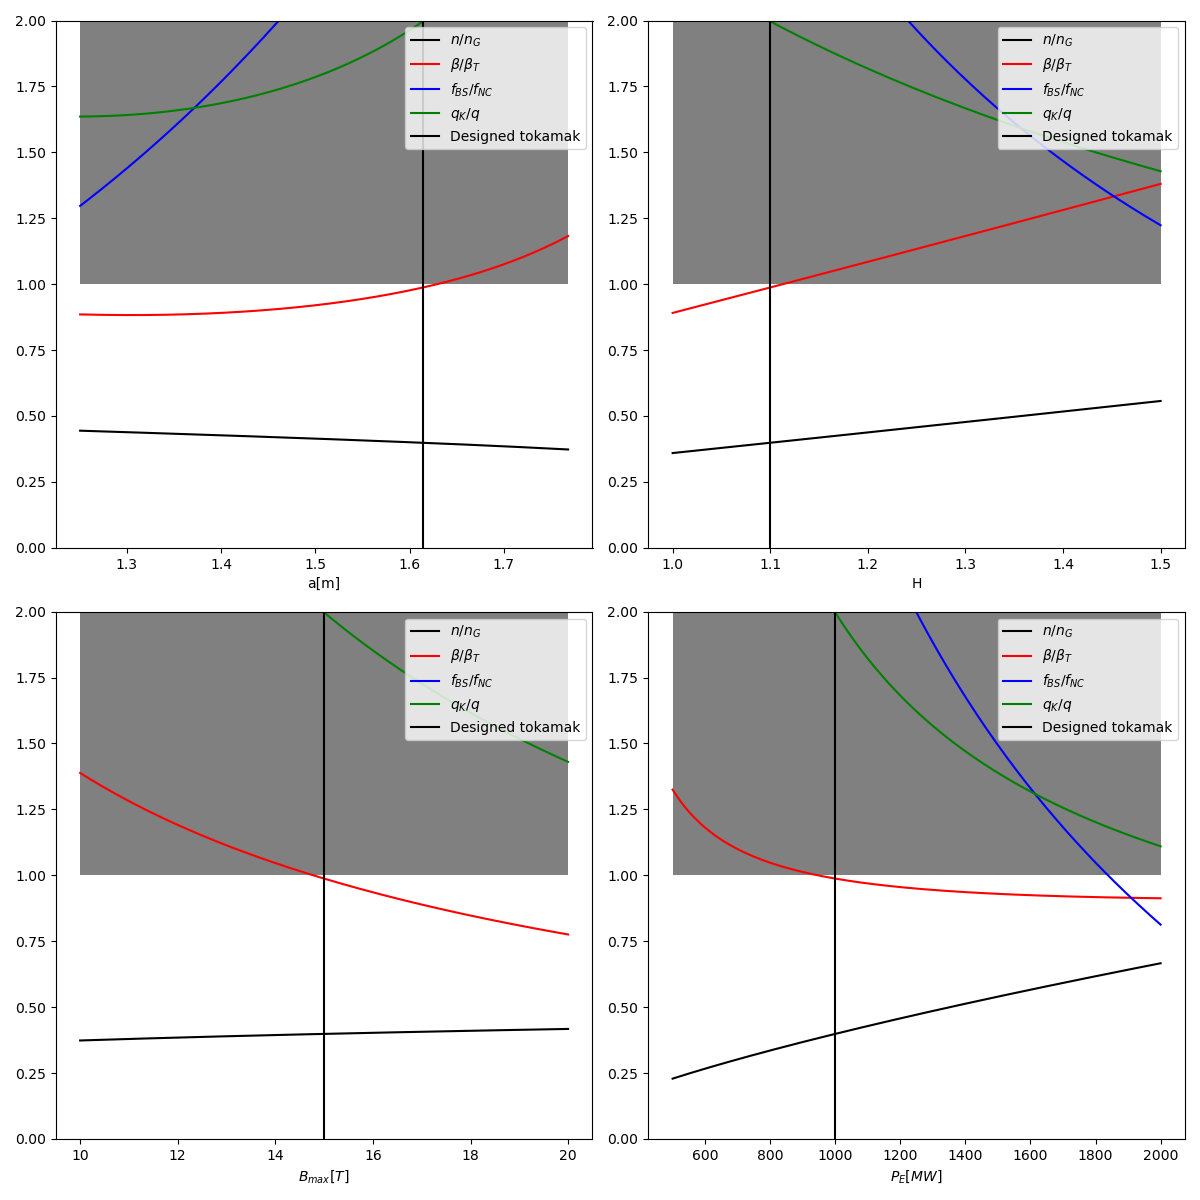 2.00
1.75
1.50
1.25
1.00
0.75
0.50
0.25
0.00
1.3 1.4 1.5 1.6 1.7
a[m]
n/n_G
β/β_T
f_BS/f_NC
q_K/q
Designed tokamak
2.00
1.75
1.50
1.25
1.00
0.75
0.50
0.25
0.00
1.0 1.1 1.2 1.3 1.4 1.5
H
n/n_G
β/β_T
f_BS/f_NC
q_K/q
Designed tokamak
2.00
1.75
1.50
1.25
1.00
0.75
0.50
0.25
0.00
10 12 14 16 18 20
B_max[T]
n/n_G
β/β_T
f_BS/f_NC
q_K/q
Designed tokamak
2.00
1.75
1.50
1.25
1.00
0.75
0.50
0.25
0.00
600 800 1000 1200 1400 1600 1800 2000
P_E[MW]
n/n_G
β/β_T
f_BS/f_NC
q_K/q
Designed tokamak